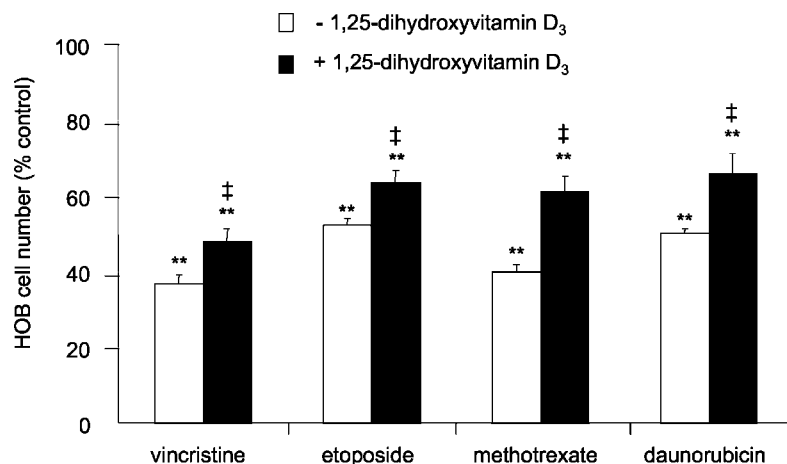 - 1,25-dihydroxyvitamin D₃
+ 1,25-dihydroxyvitamin D₃
HOB cell number (% control)
100
80
60
40
20
0
** ‡ ** ** ‡ ** ** ‡ ** ** ‡ **
vincristine etoposide methotrexate daunorubicin